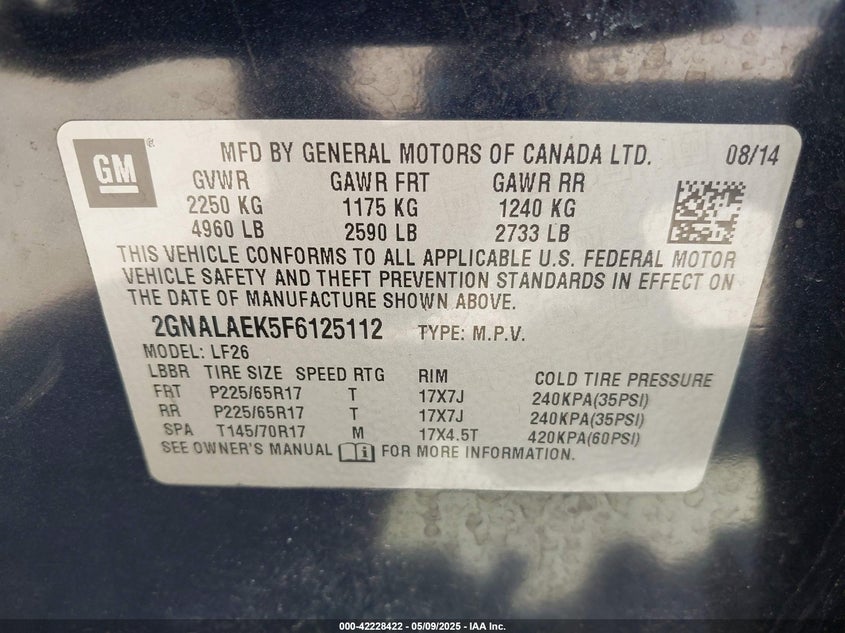 GM
MFD BY GENERAL MOTORS OF CANADA LTD. 08/14
GVWR GAWR FRT GAWR RR
2250 KG 1175 KG 1240 KG
4960 LB 2590 LB 2733 LB
THIS VEHICLE CONFORMS TO ALL APPLICABLE U.S. FEDERAL MOTOR
VEHICLE SAFETY AND THEFT PREVENTION STANDARDS IN EFFECT ON
THE DATE OF MANUFACTURE SHOWN ABOVE.
2GNALAEK5F6125112 TYPE: M.P.V.
MODEL: LF26
LBBR TIRE SIZE SPEED RTG RIM COLD TIRE PRESSURE
FRT P225/65R17 T 17X7J 240KPA(35PSI)
RR P225/65R17 T 17X7J 240KPA(35PSI)
SPA T145/70R17 M 17X4.5T 420KPA(60PSI)
SEE OWNER'S MANUAL FOR MORE INFORMATION.
000-42228422 - 05/09/2025 - IAA Inc.